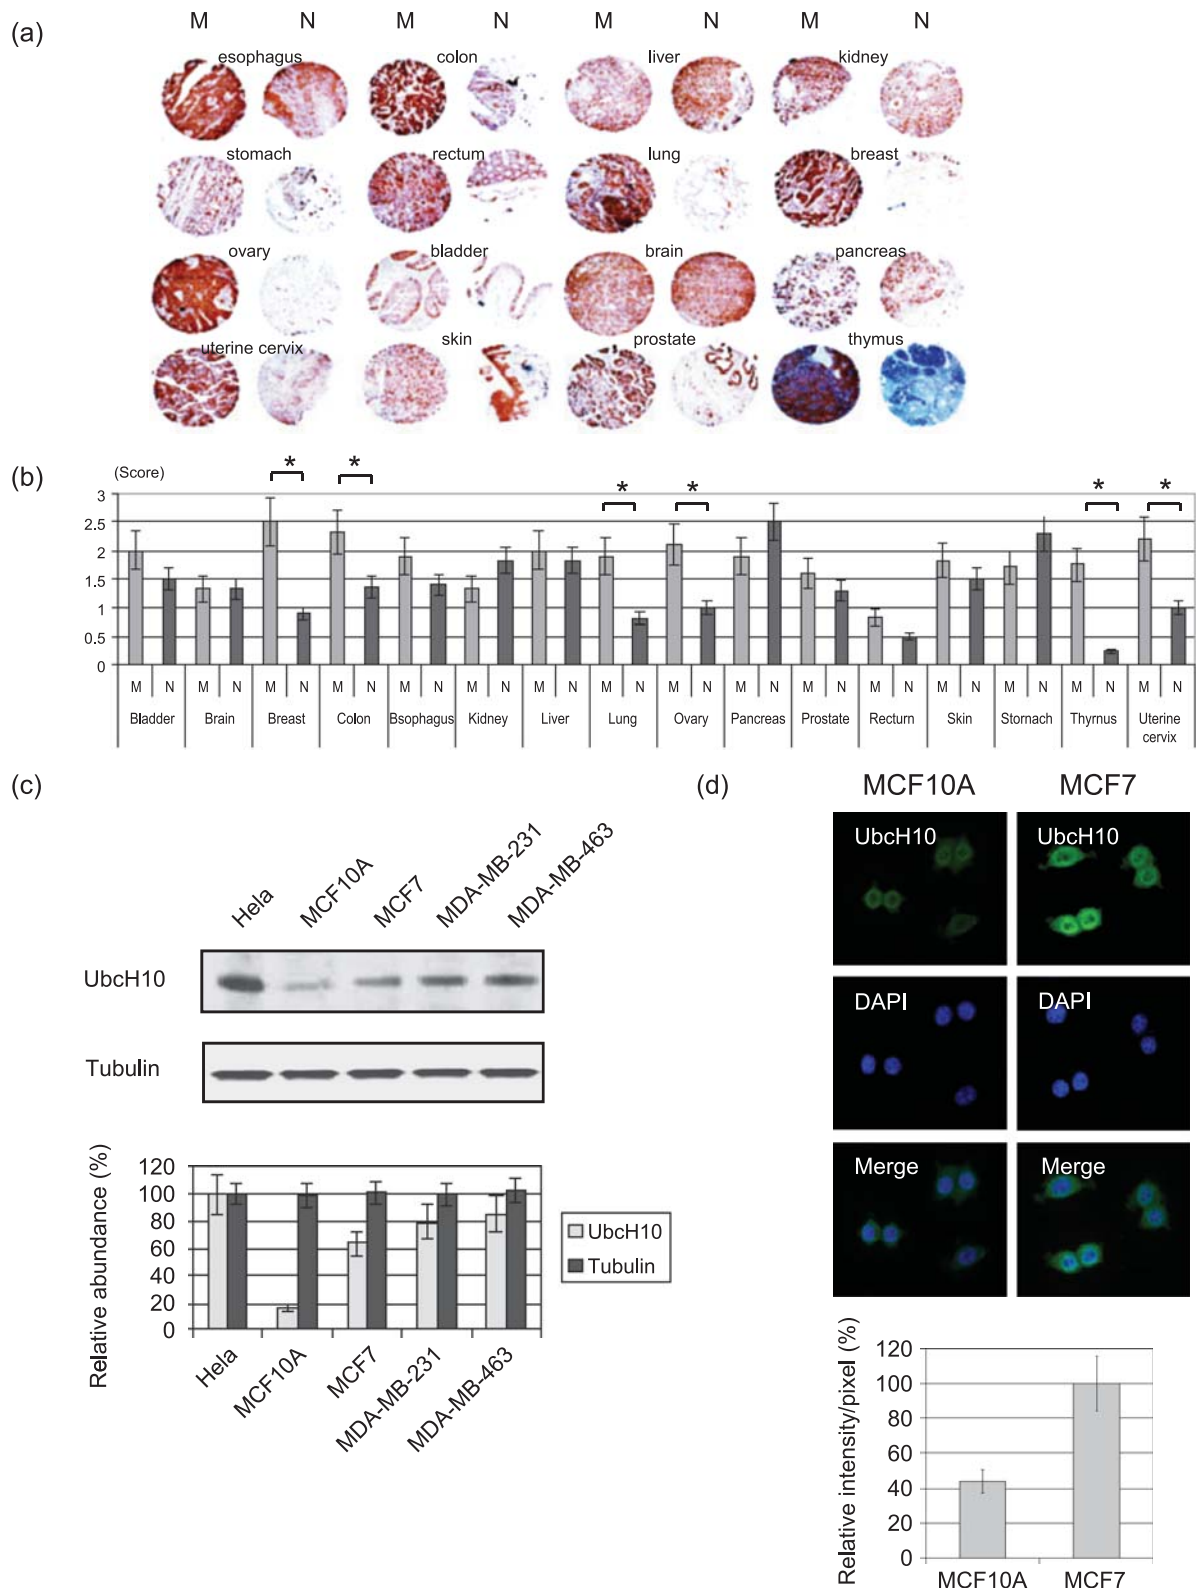 (a)
M N M N M N M N
esophagus colon liver kidney
stomach rectum lung breast
ovary bladder brain pancreas
uterine cervix skin prostate thymus
(b)
(Score)
* * * * * *
3
2.5
2
1.5
1
0.5
0
M N M N M N M N M N M N M N M N M N M N M N M N M N M N M N M N
Bladder Brain Breast Colon Bsophagus Kidney Liver Lung Ovary Pancreas Prostate Recturn Skin Stornach Thyrnus Uterine
cervix
(c)
Hela MCF10A MCF7 MDA-MB-231 MDA-MB-463
UbcH10
Tubulin
Relative abundance (%)
120
100
80
60
40
20
0
Hela MCF10A MCF7 MDA-MB-231 MDA-MB-463
UbcH10
Tubulin
(d)
MCF10A MCF7
UbcH10 UbcH10
DAPI DAPI
Merge Merge
Relative intensity/pixel (%)
120
100
80
60
40
20
0
MCF10A MCF7